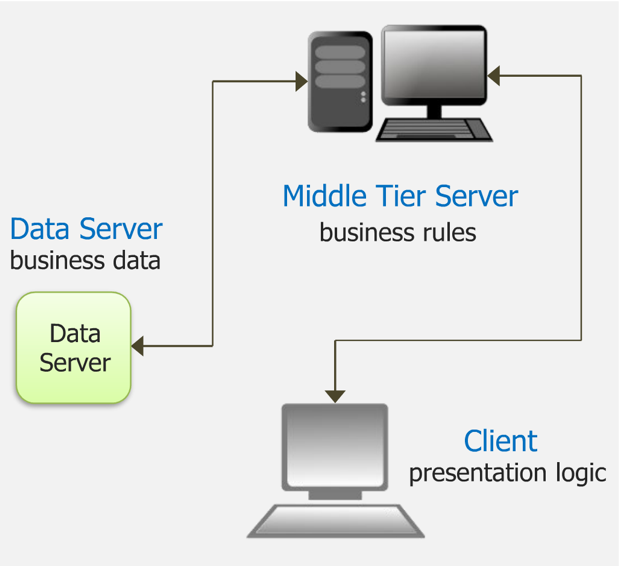 Middle Tier Server
business rules
Data Server
business data
Data
Server
Client
presentation logic